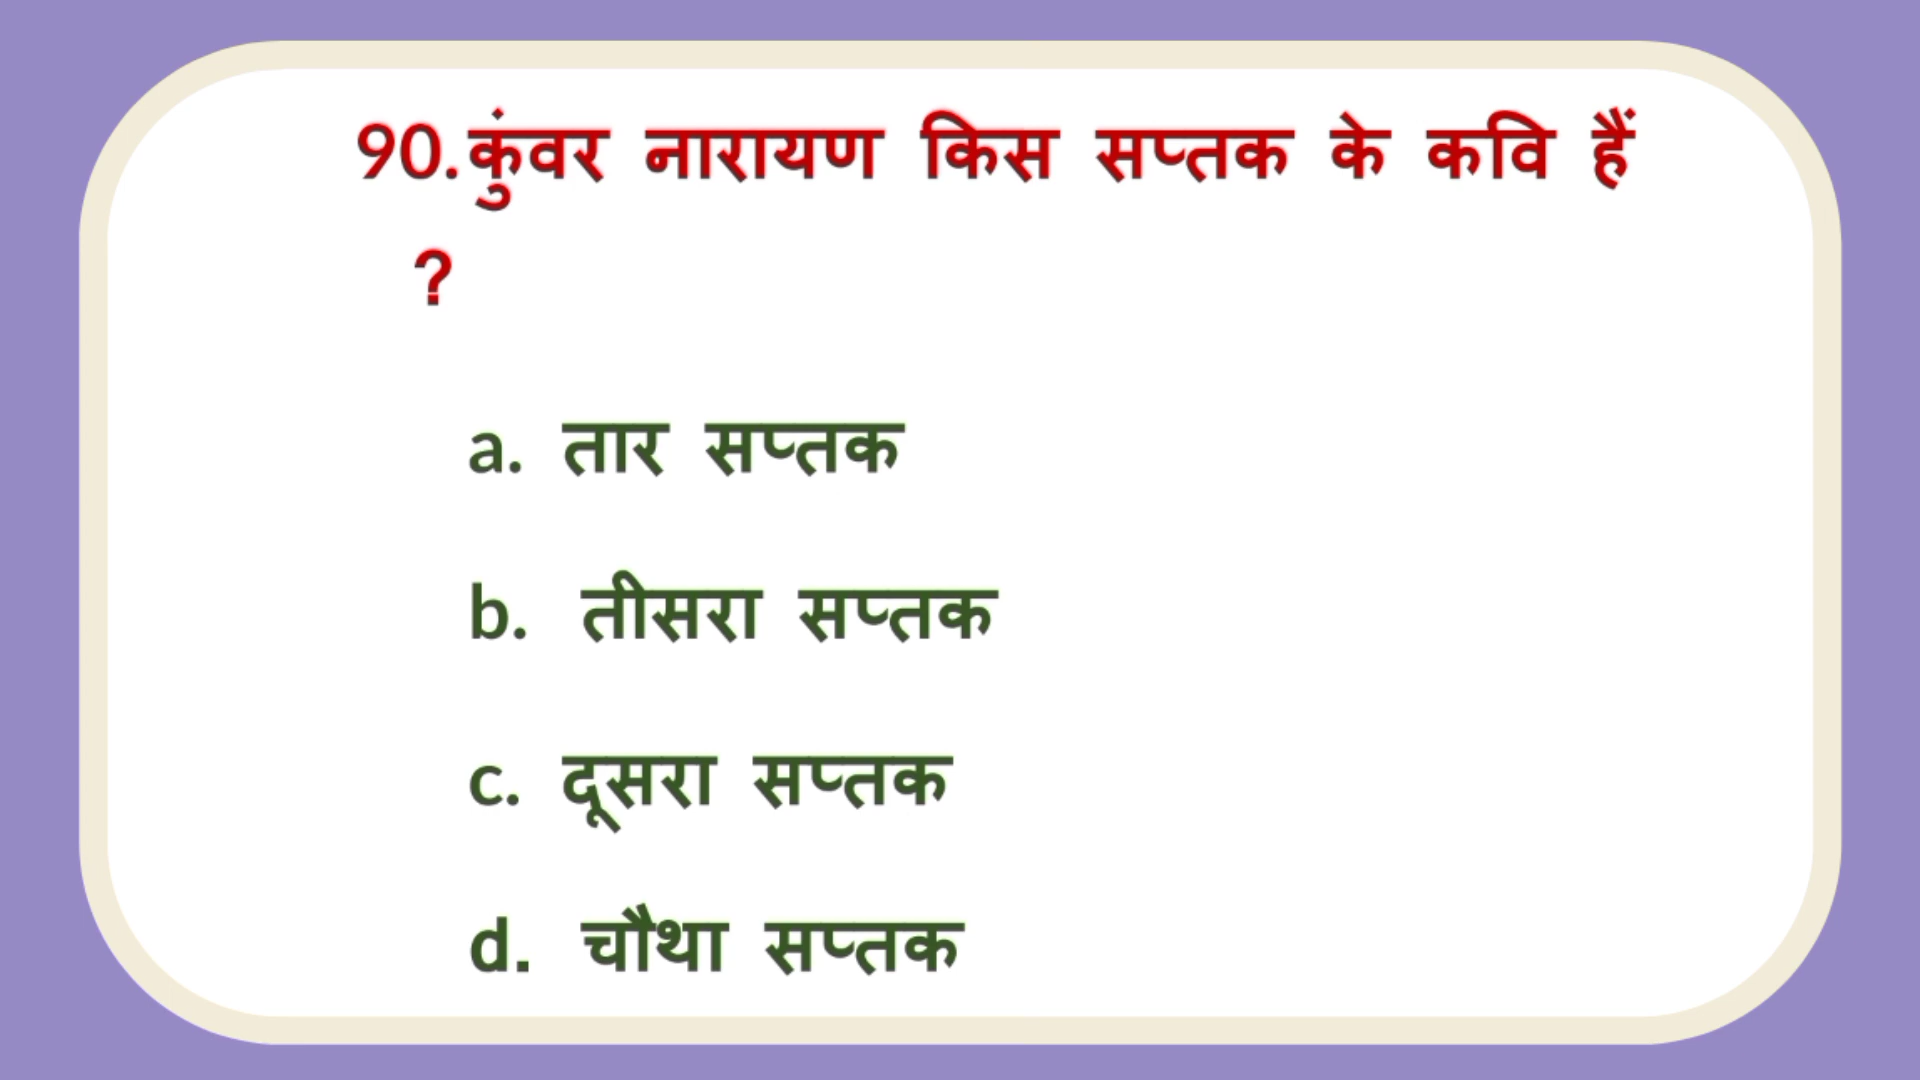 90.कुंवर नारायण किस सप्तक के कवि हैं
?
a. तार सप्तक
b. तीसरा सप्तक
c. दूसरा सप्तक
d. चौथा सप्तक